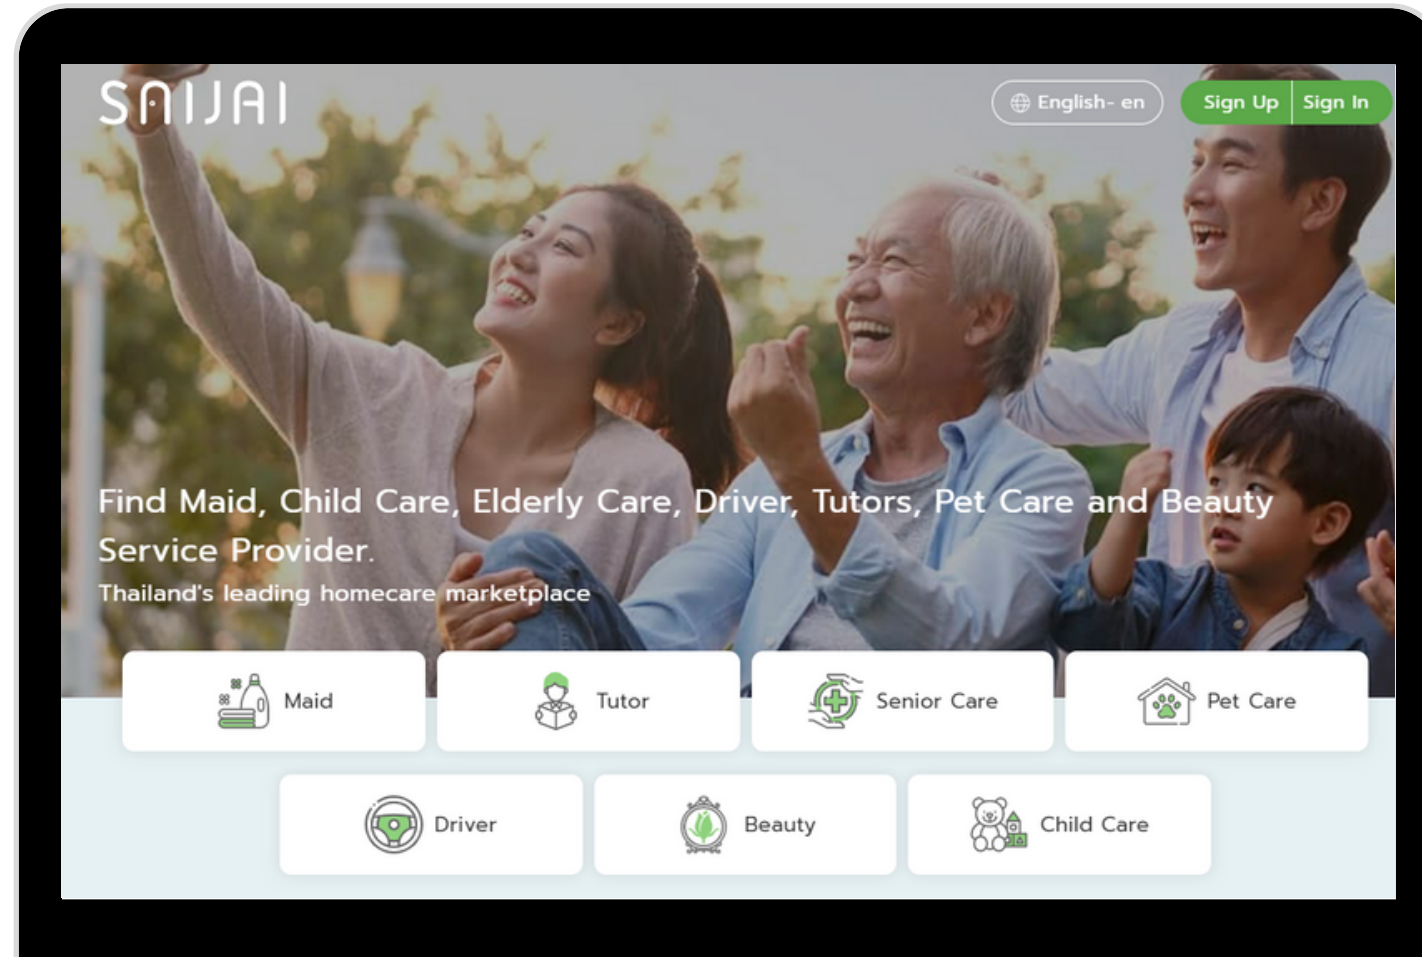 SAIJAI
English- en
Sign Up
Sign In
Find Maid, Child Care, Elderly Care, Driver, Tutors, Pet Care and Beauty
Service Provider.
Thailand's leading homecare marketplace
Maid
Tutor
Senior Care
Pet Care
Driver
Beauty
Child Care